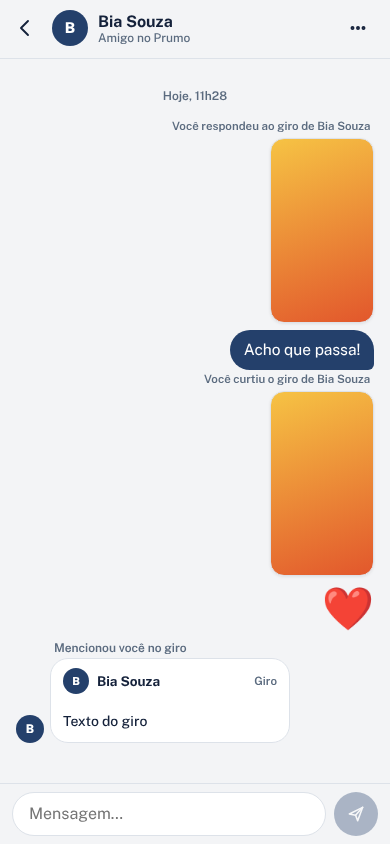 B
Bia Souza
Amigo no Prumo
Hoje, 11h28
Você respondeu ao giro de Bia Souza
Acho que passa!
Você curtiu o giro de Bia Souza
Mencionou você no giro
B Bia Souza Giro
Texto do giro
B
Mensagem...